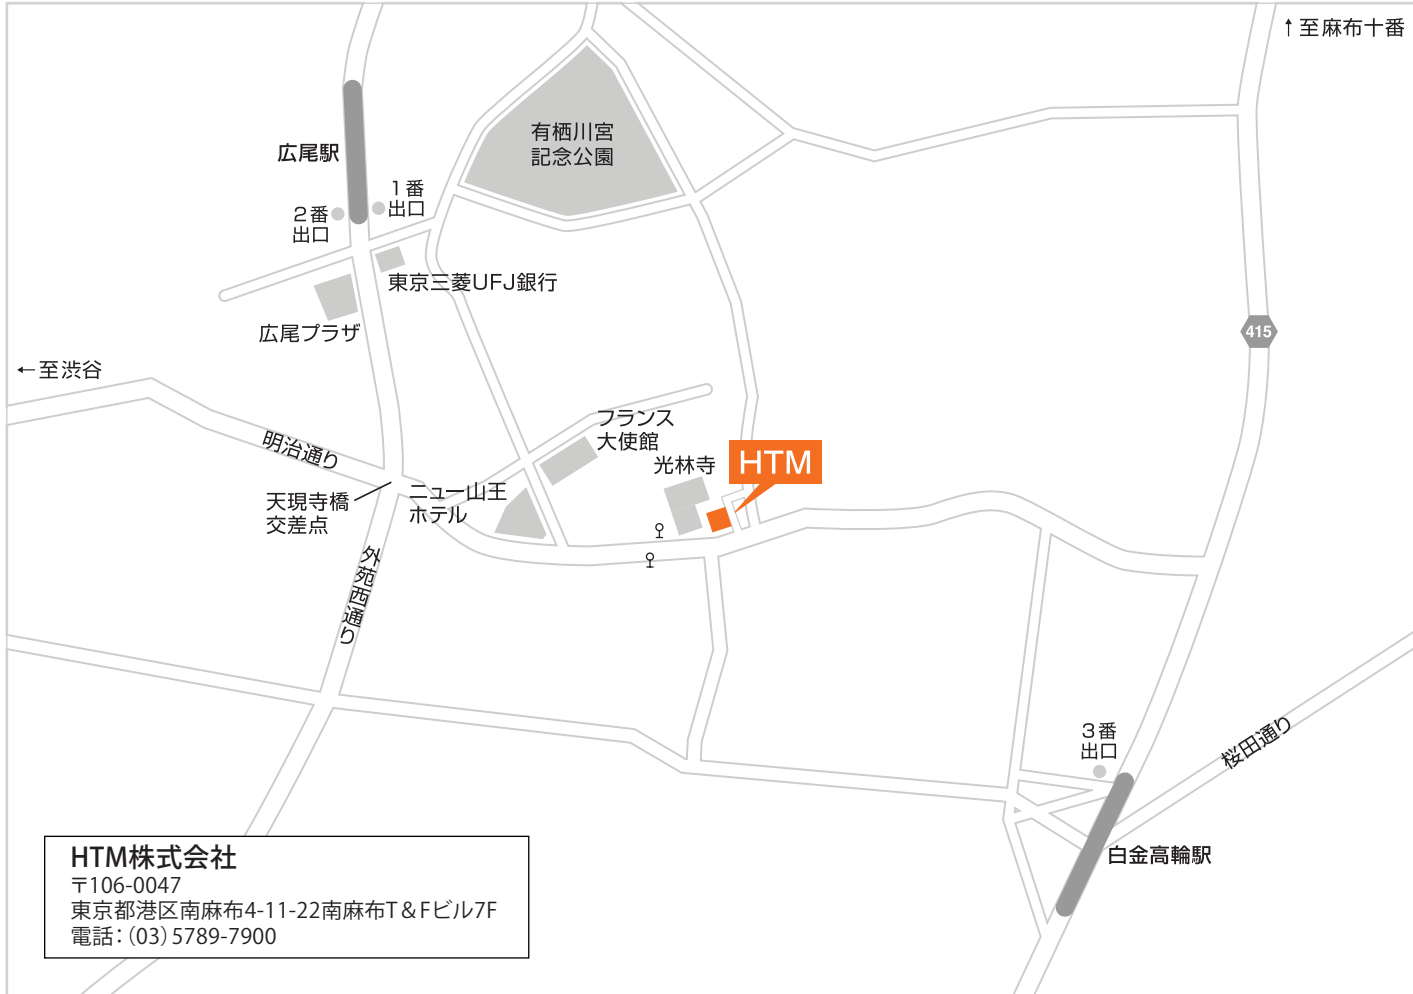 ↑至麻布十番
有栖川宮
記念公園
広尾駅
1番
出口
2番
出口
東京三菱UFJ銀行
広尾プラザ
415
←至渋谷
明治通り
フランス
大使館
光林寺
HTM
天現寺橋
交差点
ニュー山王
ホテル
外苑西通り
3番
出口
桜田通り
白金高輪駅
HTM株式会社
〒106-0047
東京都港区南麻布4-11-22南麻布T&Fビル7F
電話：(03)5789-7900